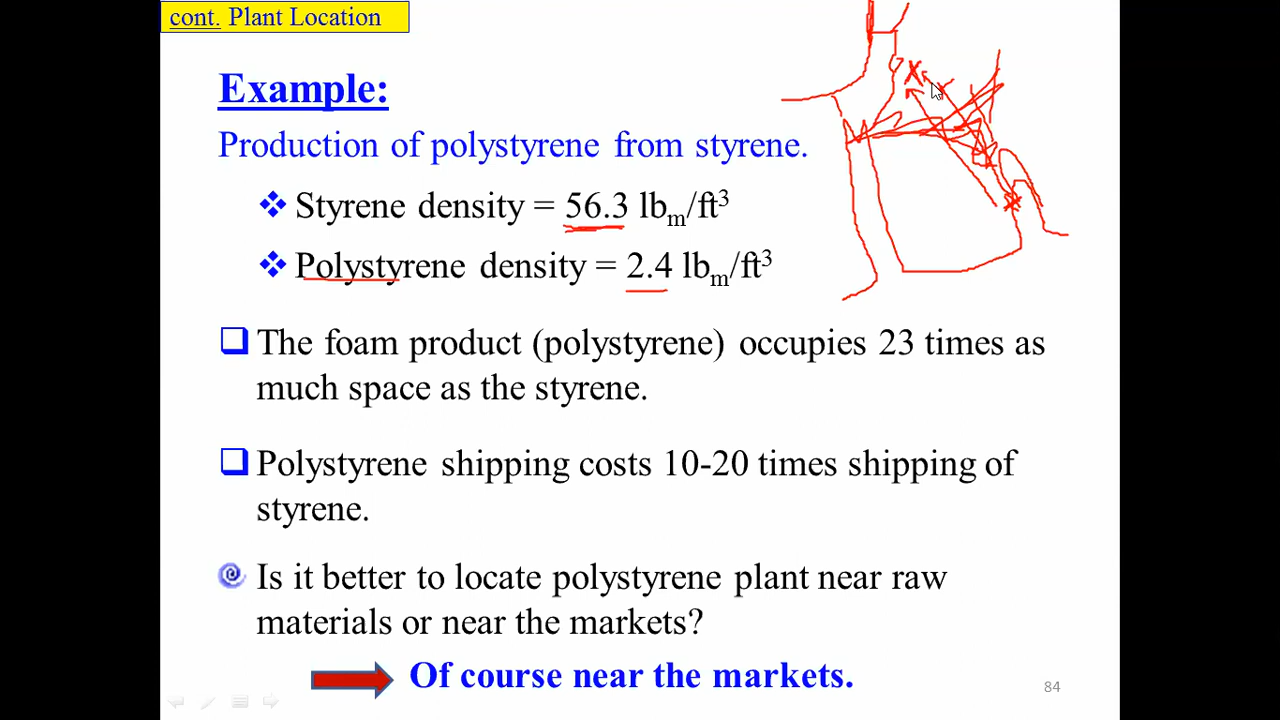 cont. Plant Location
Example:
Production of polystyrene from styrene.
❖ Styrene density = 56.3 lbm/ft³
❖ Polystyrene density = 2.4 lbm/ft³
❑ The foam product (polystyrene) occupies 23 times as
much space as the styrene.
❑ Polystyrene shipping costs 10-20 times shipping of
styrene.
Is it better to locate polystyrene plant near raw
materials or near the markets?
Of course near the markets.
84